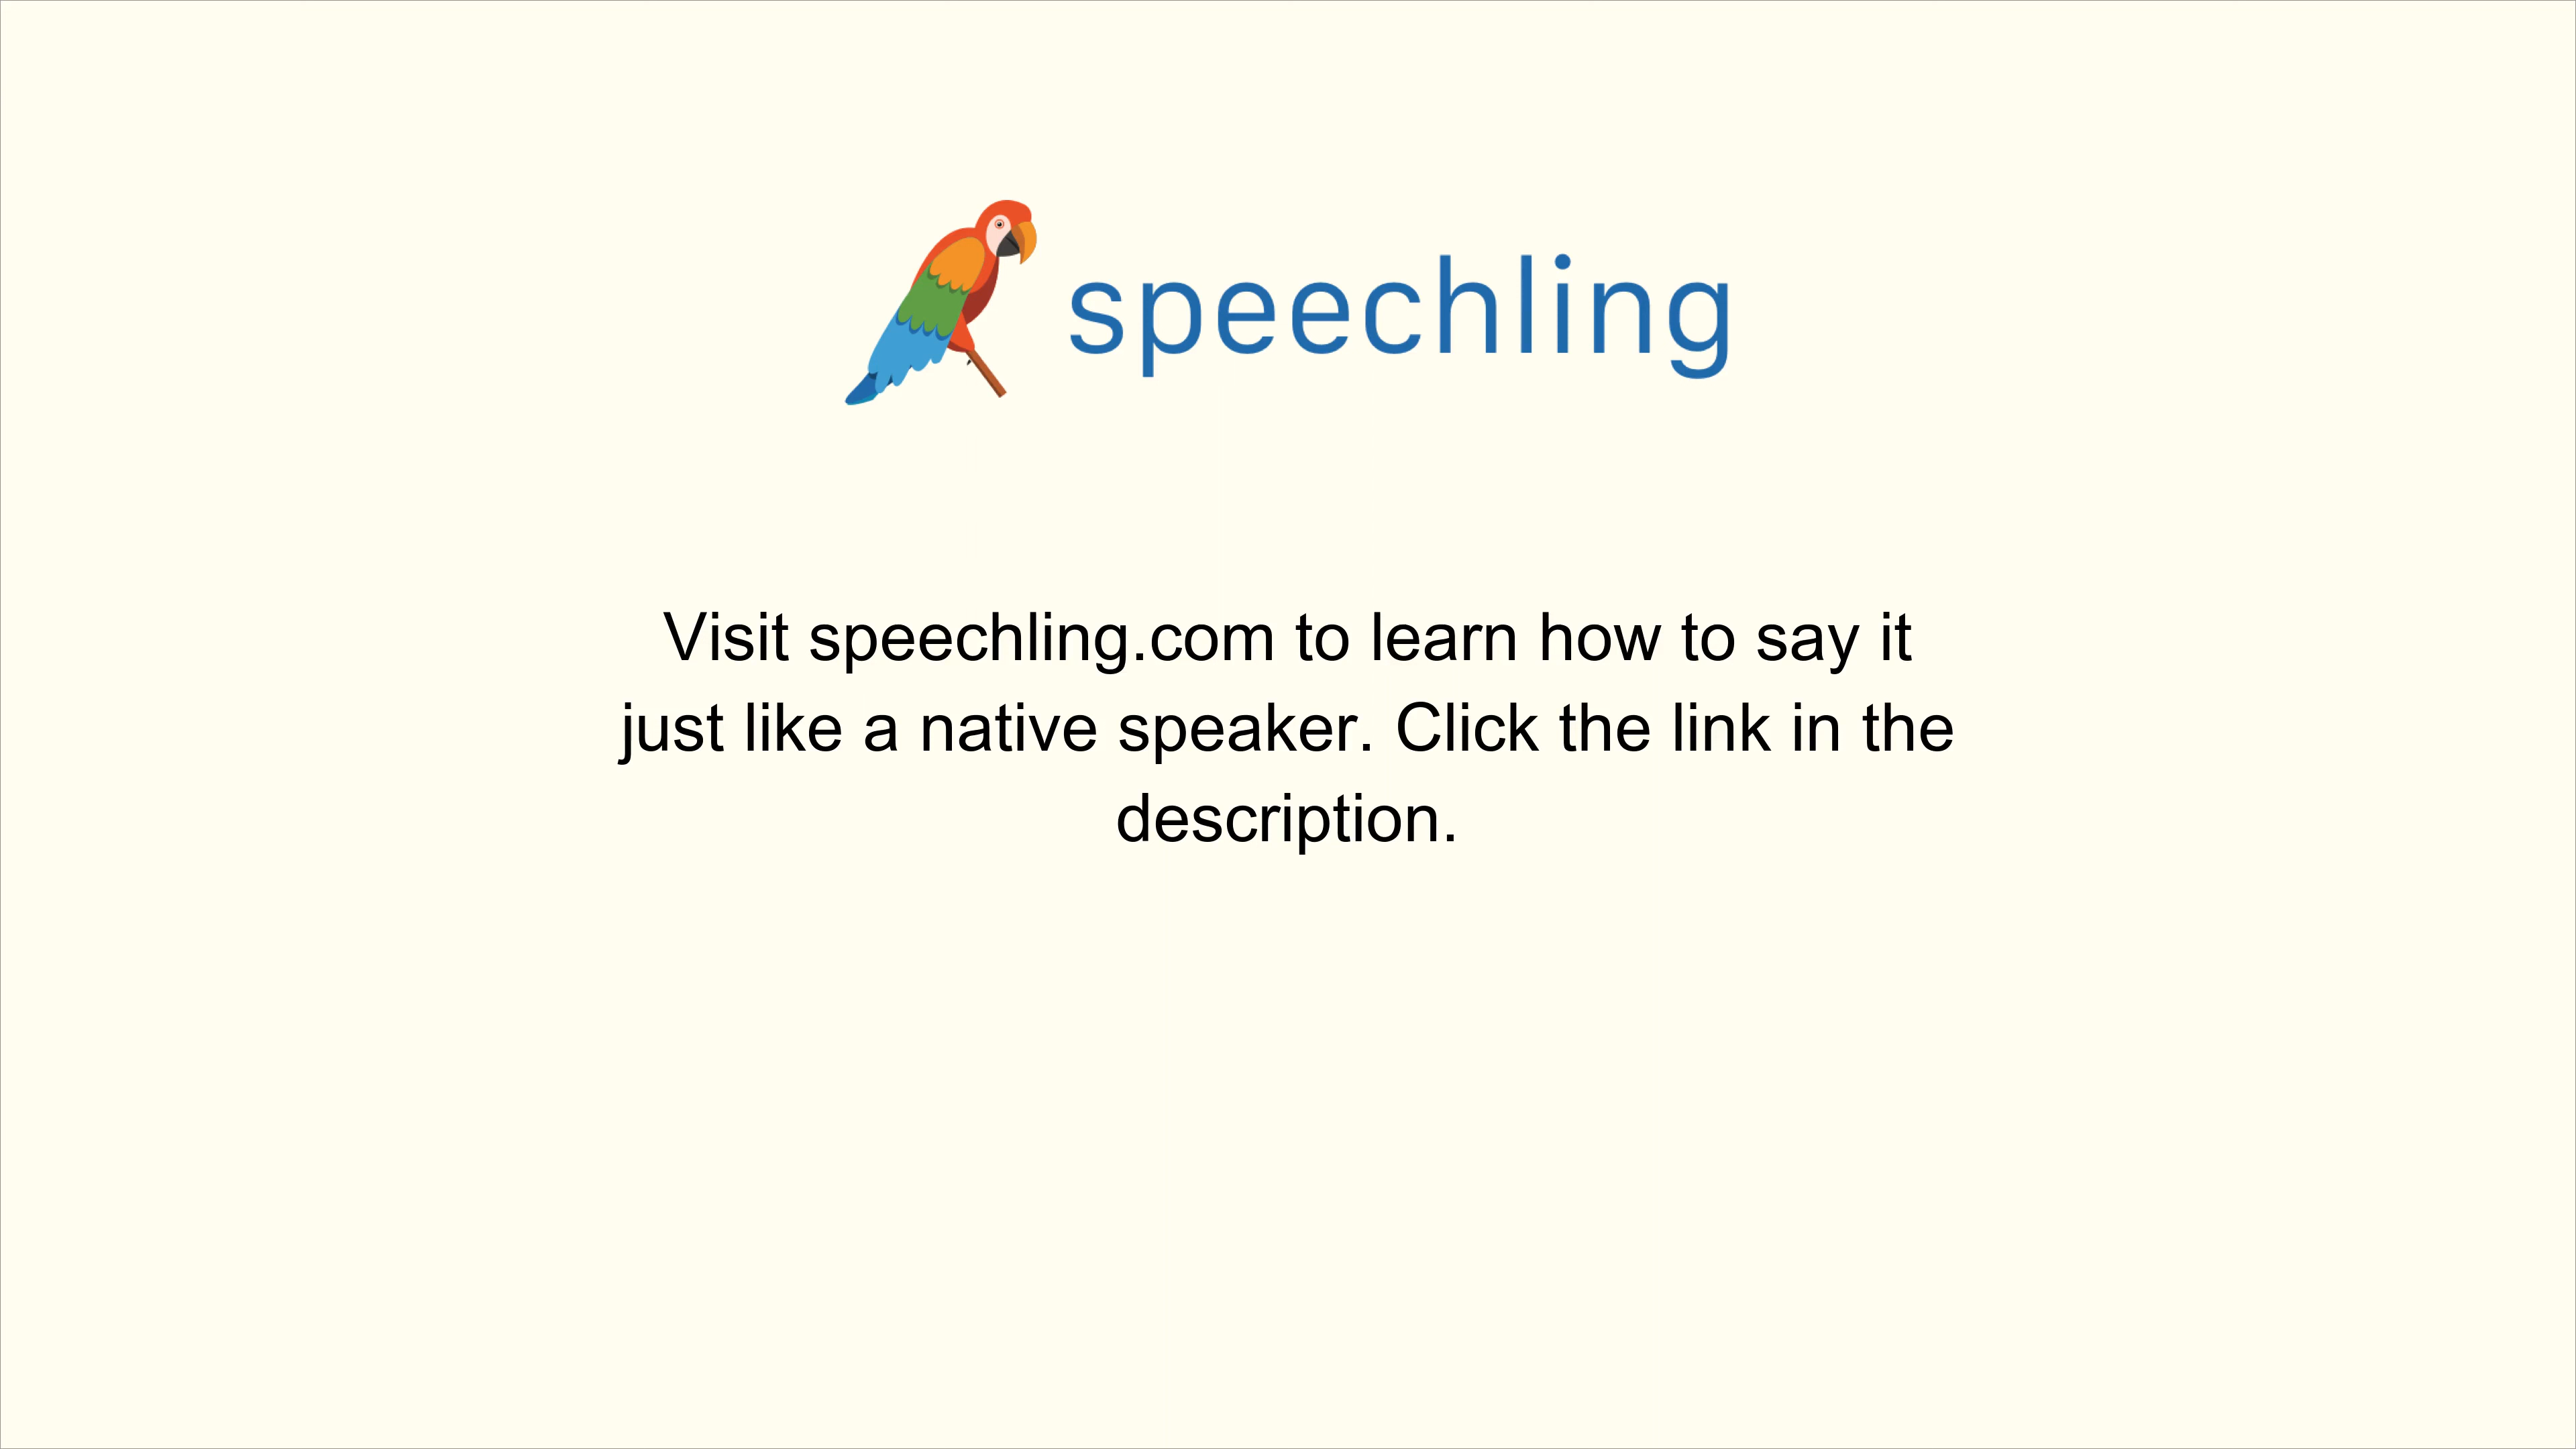 speechling
Visit speechling.com to learn how to say it
just like a native speaker. Click the link in the
description.